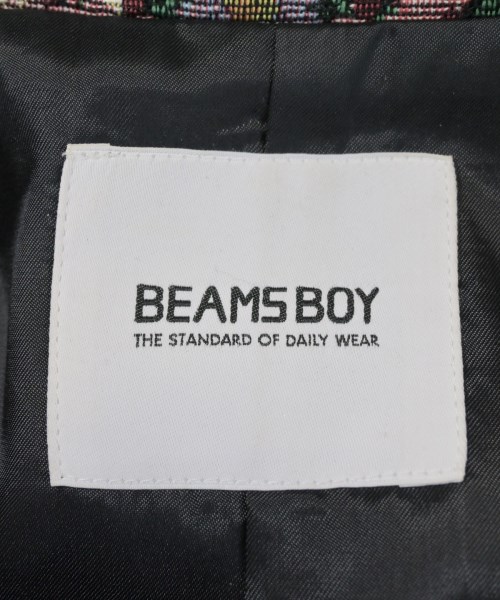 BEAMS BOY
THE STANDARD OF DAILY WEAR